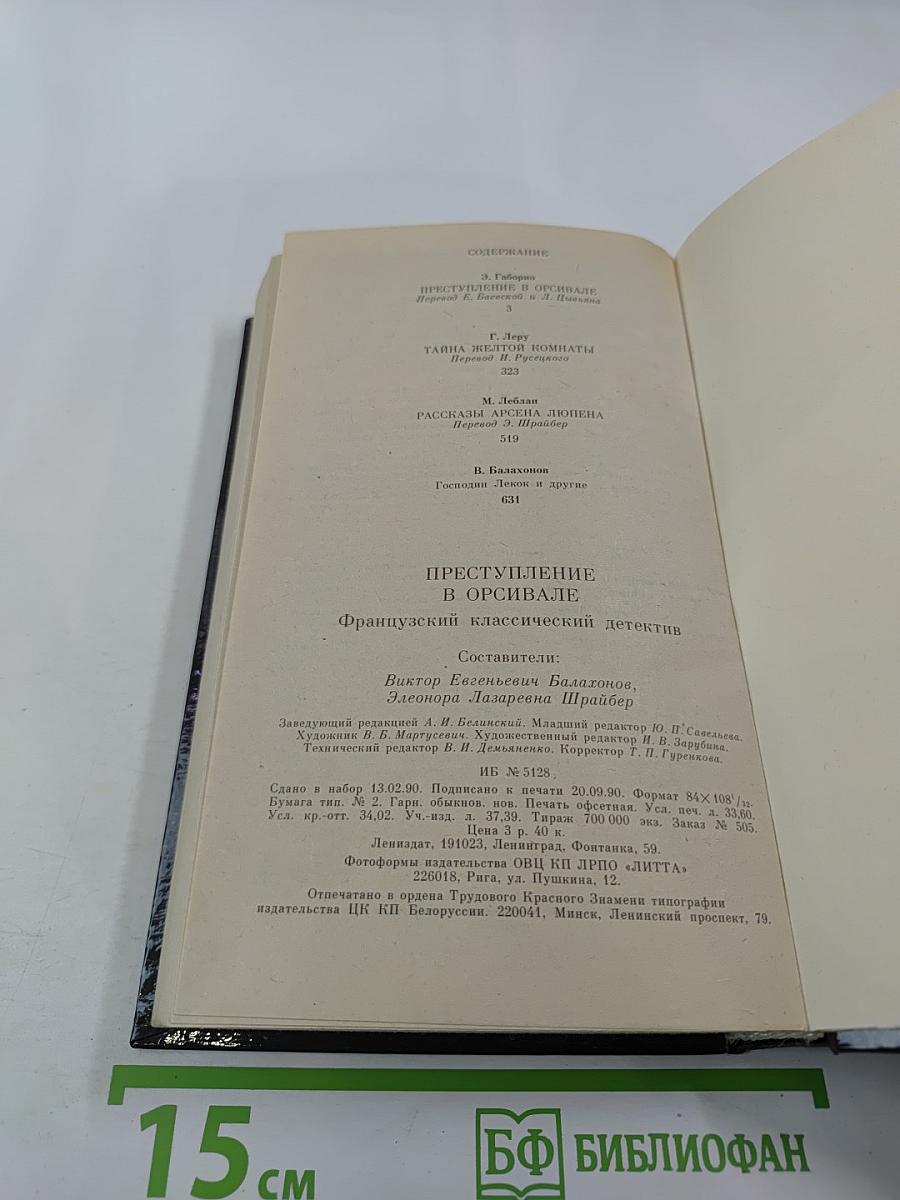 СОДЕРЖАНИЕ
Э. Габорио
ПРЕСТУПЛЕНИЕ В ОРСИВАЛЕ
Перевод Е. Баевской и Л. Цывьяна
3
Г. Леру
ТАЙНА ЖЕЛТОЙ КОМНАТЫ
Перевод И. Русецкого
323
М. Леблан
РАССКАЗЫ АРСЕНА ЛЮПЕНА
Перевод Э. Шрайбер
519
В. Балахонов
Господин Лекок и другие
631
ПРЕСТУПЛЕНИЕ
В ОРСИВАЛЕ
Французский классический детектив
Составители:
Виктор Евгеньевич Балахонов,
Элеонора Лазаревна Шрайбер
Заведующий редакцией А. И. Белинский. Младший редактор Ю. П. Савельева.
Художник В. Б. Мартусевич. Художественный редактор И. В. Зарубина.
Технический редактор В. И. Демьяненко. Корректор Т. П. Гуренкова.
ИБ № 5128
Сдано в набор 13.02.90. Подписано к печати 20.09.90. Формат 84×108¹/₃₂.
Бумага тип. № 2. Гарн. обыкнов. нов. Печать офсетная. Усл. печ. л. 33,60.
Усл. кр.-отт. 34,02. Уч.-изд. л. 37,39. Тираж 700 000 экз. Заказ № 505.
Цена 3 р. 40 к.
Лениздат, 191023, Ленинград, Фонтанка, 59.
Фотоформы издательства ОВЦ КП ЛРПО «ЛИТТА»
226018, Рига, ул. Пушкина, 12.
Отпечатано в ордена Трудового Красного Знамени типографии
издательства ЦК КП Белоруссии. 220041, Минск, Ленинский проспект, 79.
15 см
БФ БИБЛИОФАН